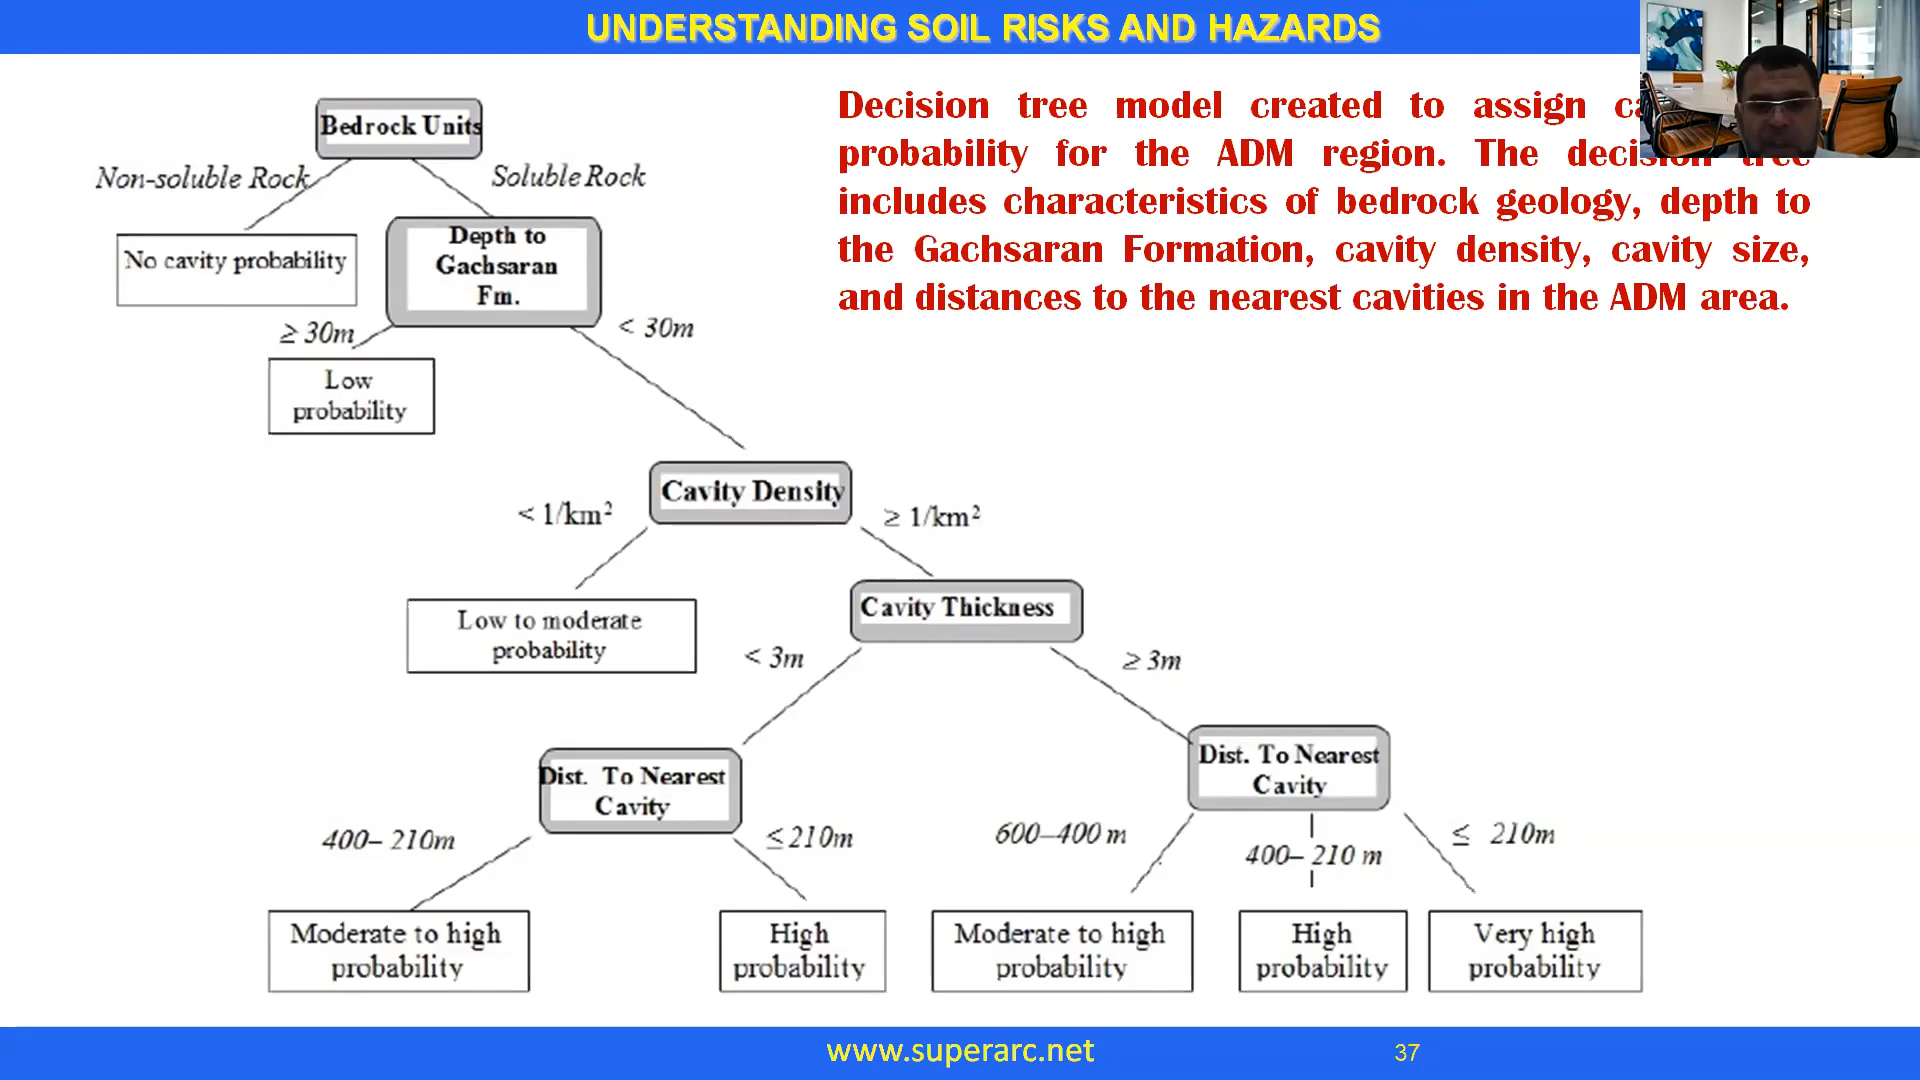 UNDERSTANDING SOIL RISKS AND HAZARDS
Decision tree model created to assign
probability for the ADM region. The decision tree
includes characteristics of bedrock geology, depth to
the Gachsaran Formation, cavity density, cavity size,
and distances to the nearest cavities in the ADM area.
Bedrock Units
Non-soluble Rock
Soluble Rock
No cavity probability
Depth to
Gachsaran
Fm.
≥ 30m
< 30m
Low
probability
Cavity Density
< 1/km²
≥ 1/km²
Low to moderate
probability
Cavity Thickness
< 3m
≥ 3m
Dist. To Nearest
Cavity
Dist. To Nearest
Cavity
400– 210m
≤ 210m
600–400 m
400– 210 m
≤ 210m
Moderate to high
probability
High
probability
Moderate to high
probability
High
probability
Very high
probability
www.superarc.net
37